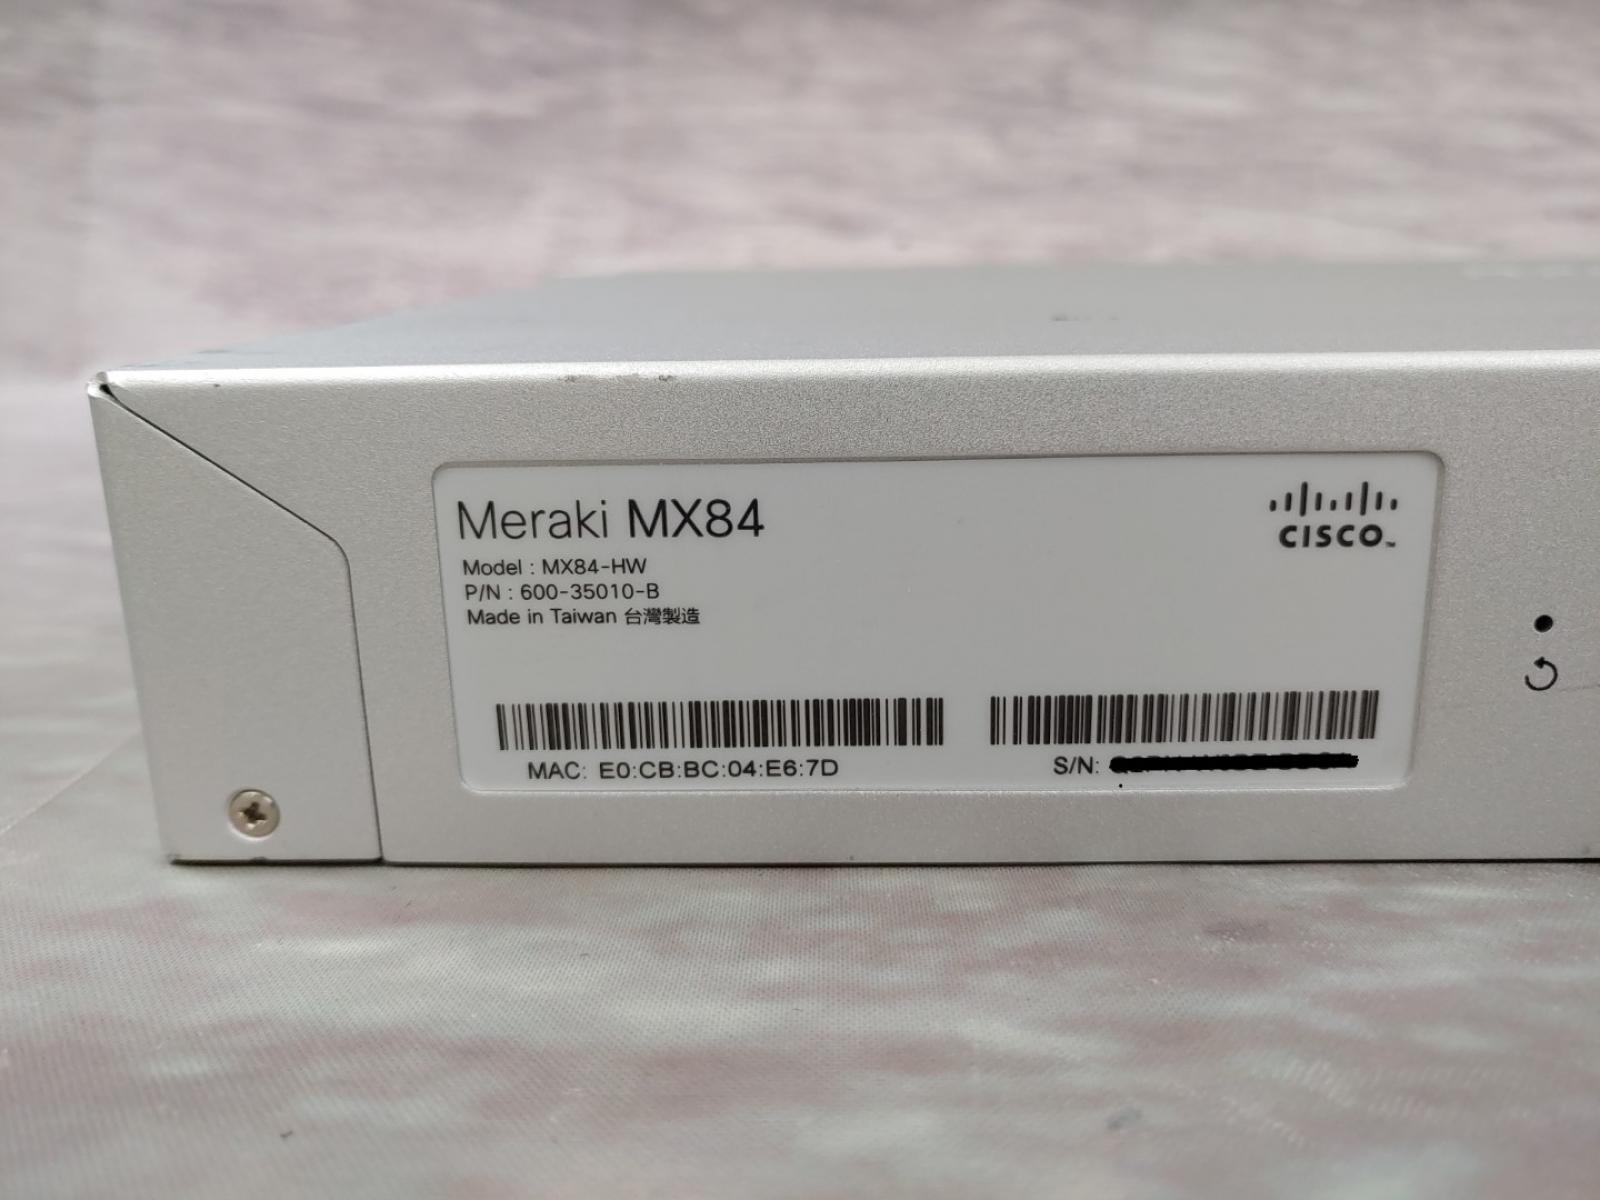 Meraki MX84
CISCO™
Model : MX84-HW
P/N : 600-35010-B
Made in Taiwan 台灣製造
MAC: E0:CB:BC:04:E6:7D
S/N: